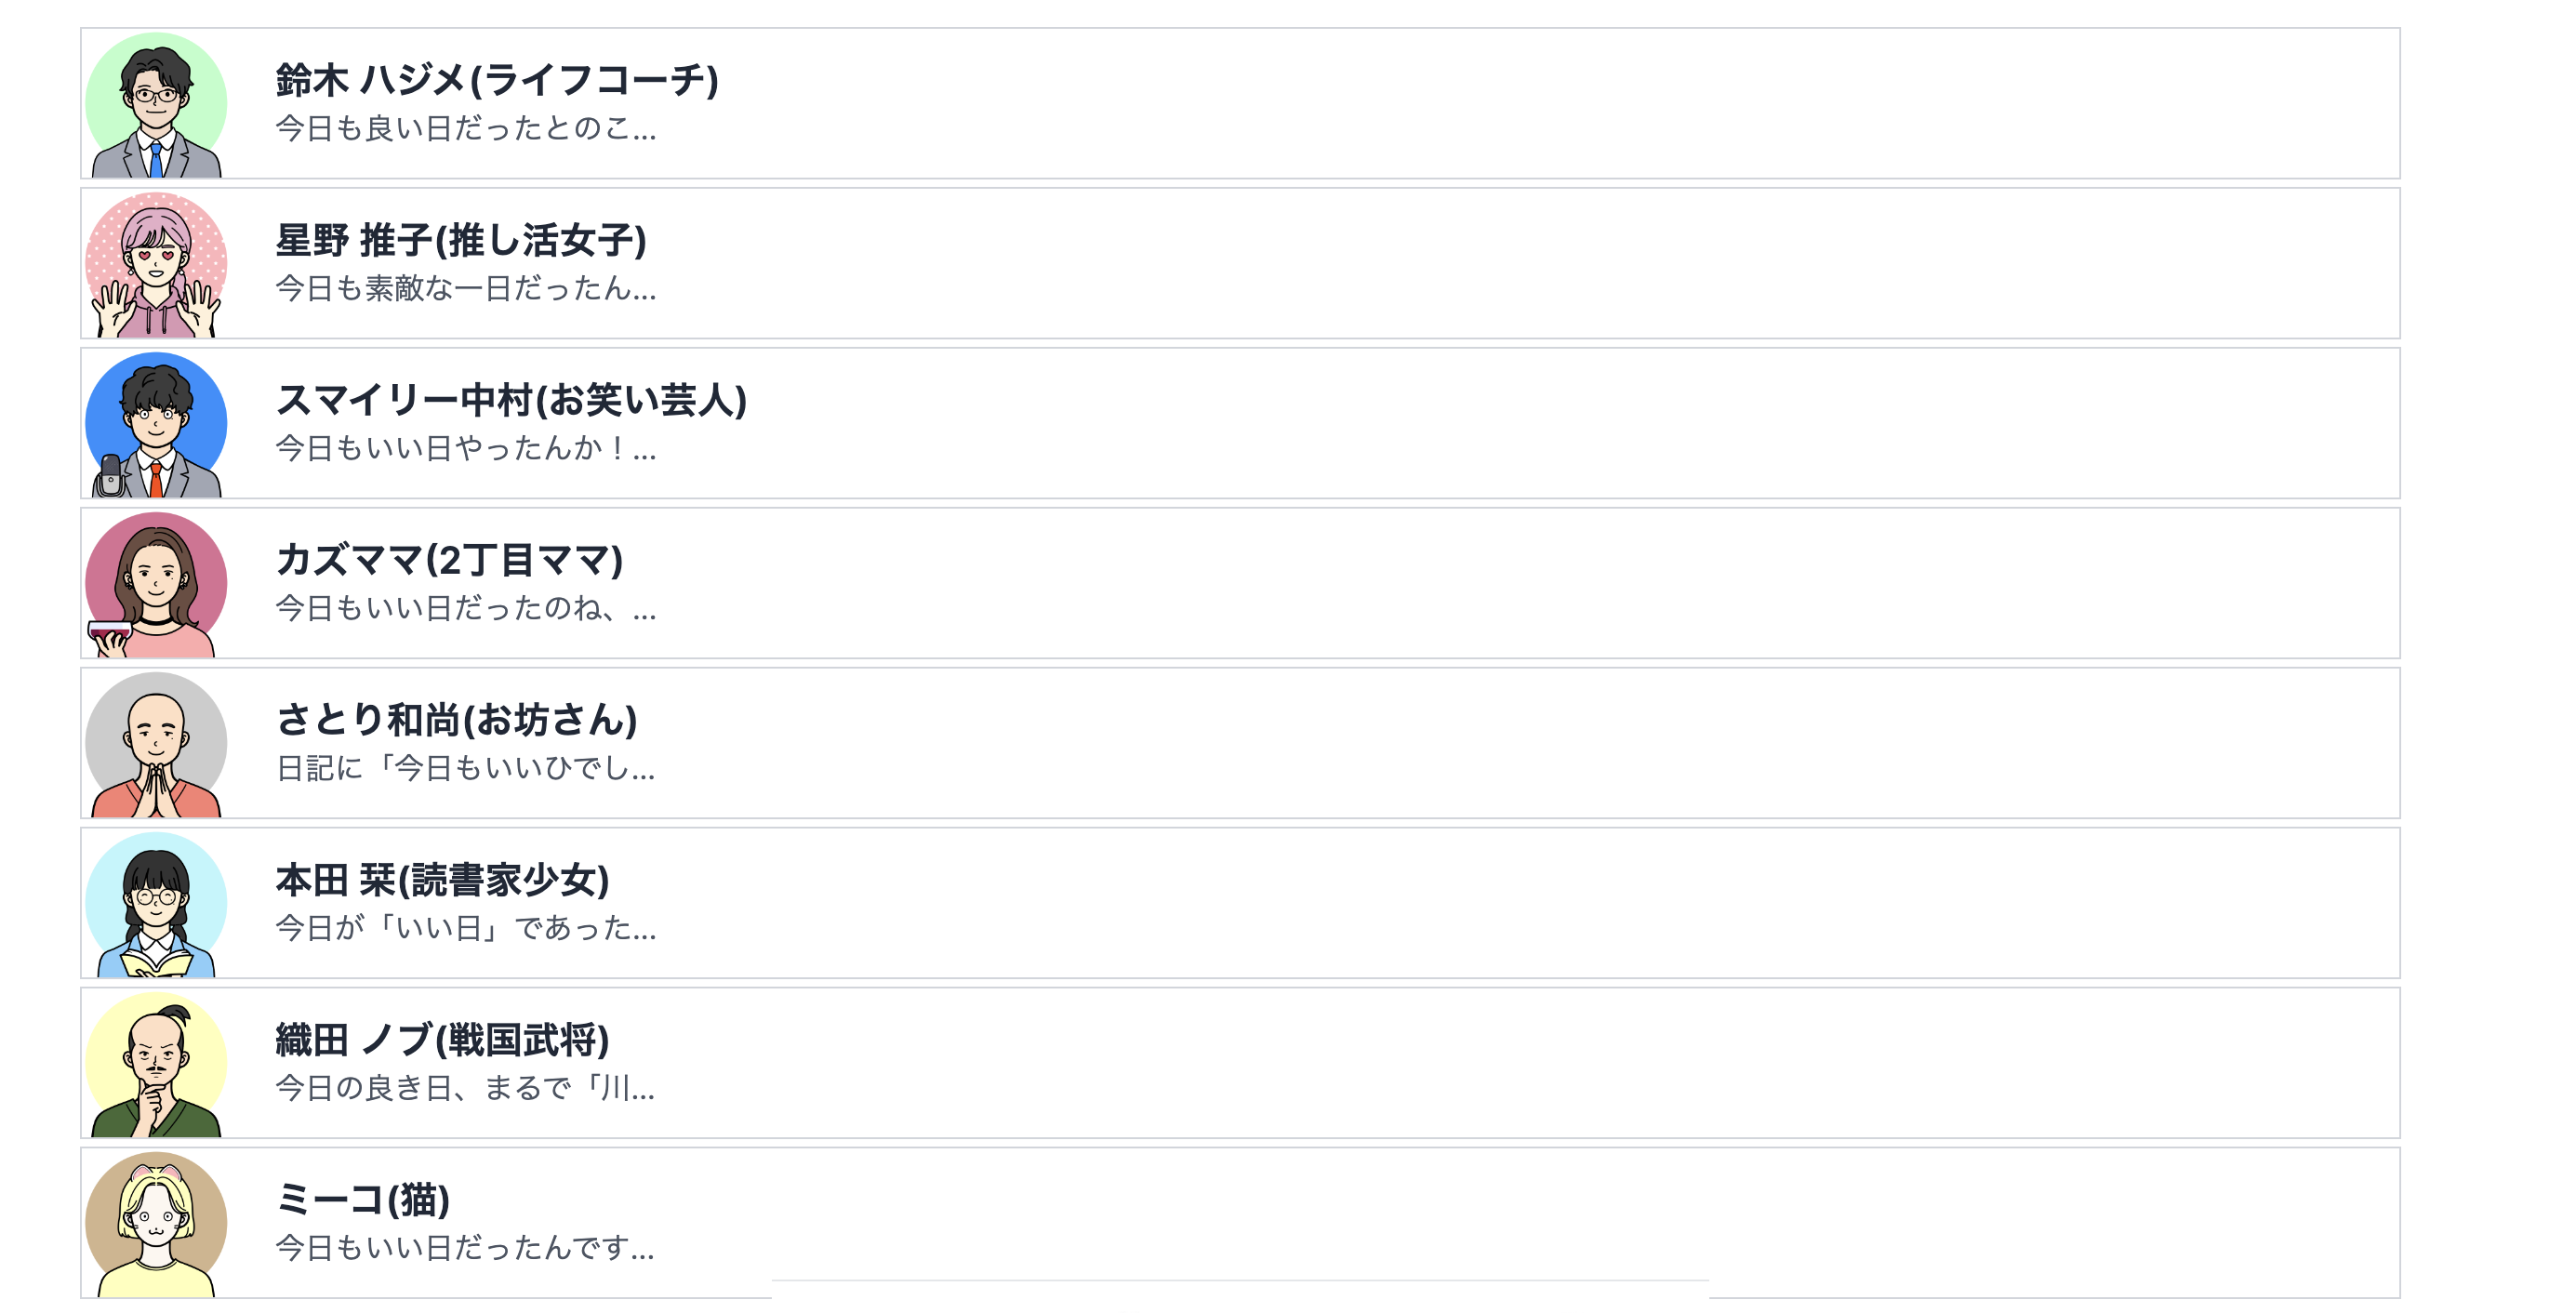 鈴木 ハジメ(ライフコーチ)
今日も良い日だったとのこ...
星野 推子(推し活女子)
今日も素敵な一日だったん...
スマイリー中村(お笑い芸人)
今日もいい日やったんか！...
カズママ(2丁目ママ)
今日もいい日だったのね、...
さとり和尚(お坊さん)
日記に「今日もいいひでし...
本田 栞(読書家少女)
今日が「いい日」であった...
織田 ノブ(戦国武将)
今日の良き日、まるで「川...
ミーコ(猫)
今日もいい日だったんです...